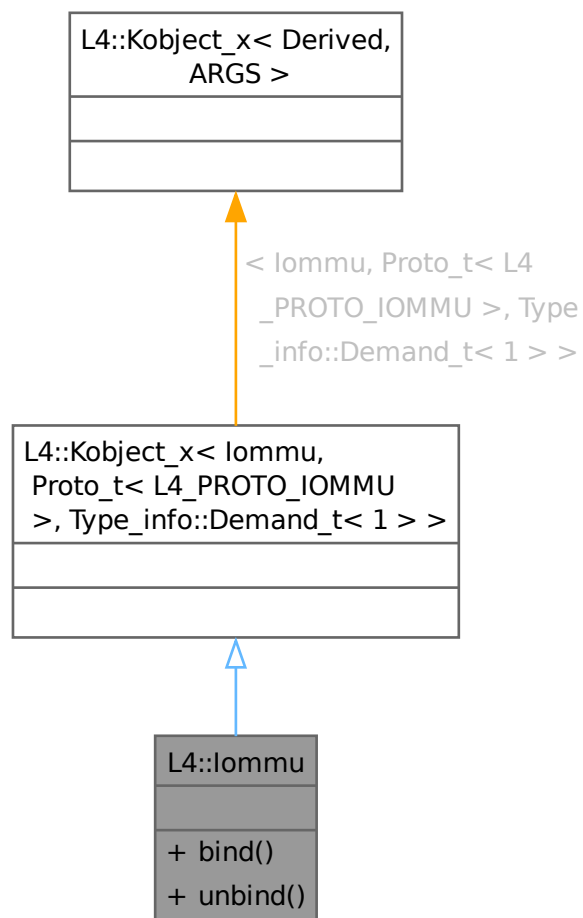 L4::Kobject_x< Derived,
ARGS >
< Iommu, Proto_t< L4
_PROTO_IOMMU >, Type
_info::Demand_t< 1 > >
L4::Kobject_x< Iommu,
Proto_t< L4_PROTO_IOMMU
>, Type_info::Demand_t< 1 > >
L4::Iommu
+ bind()
+ unbind()